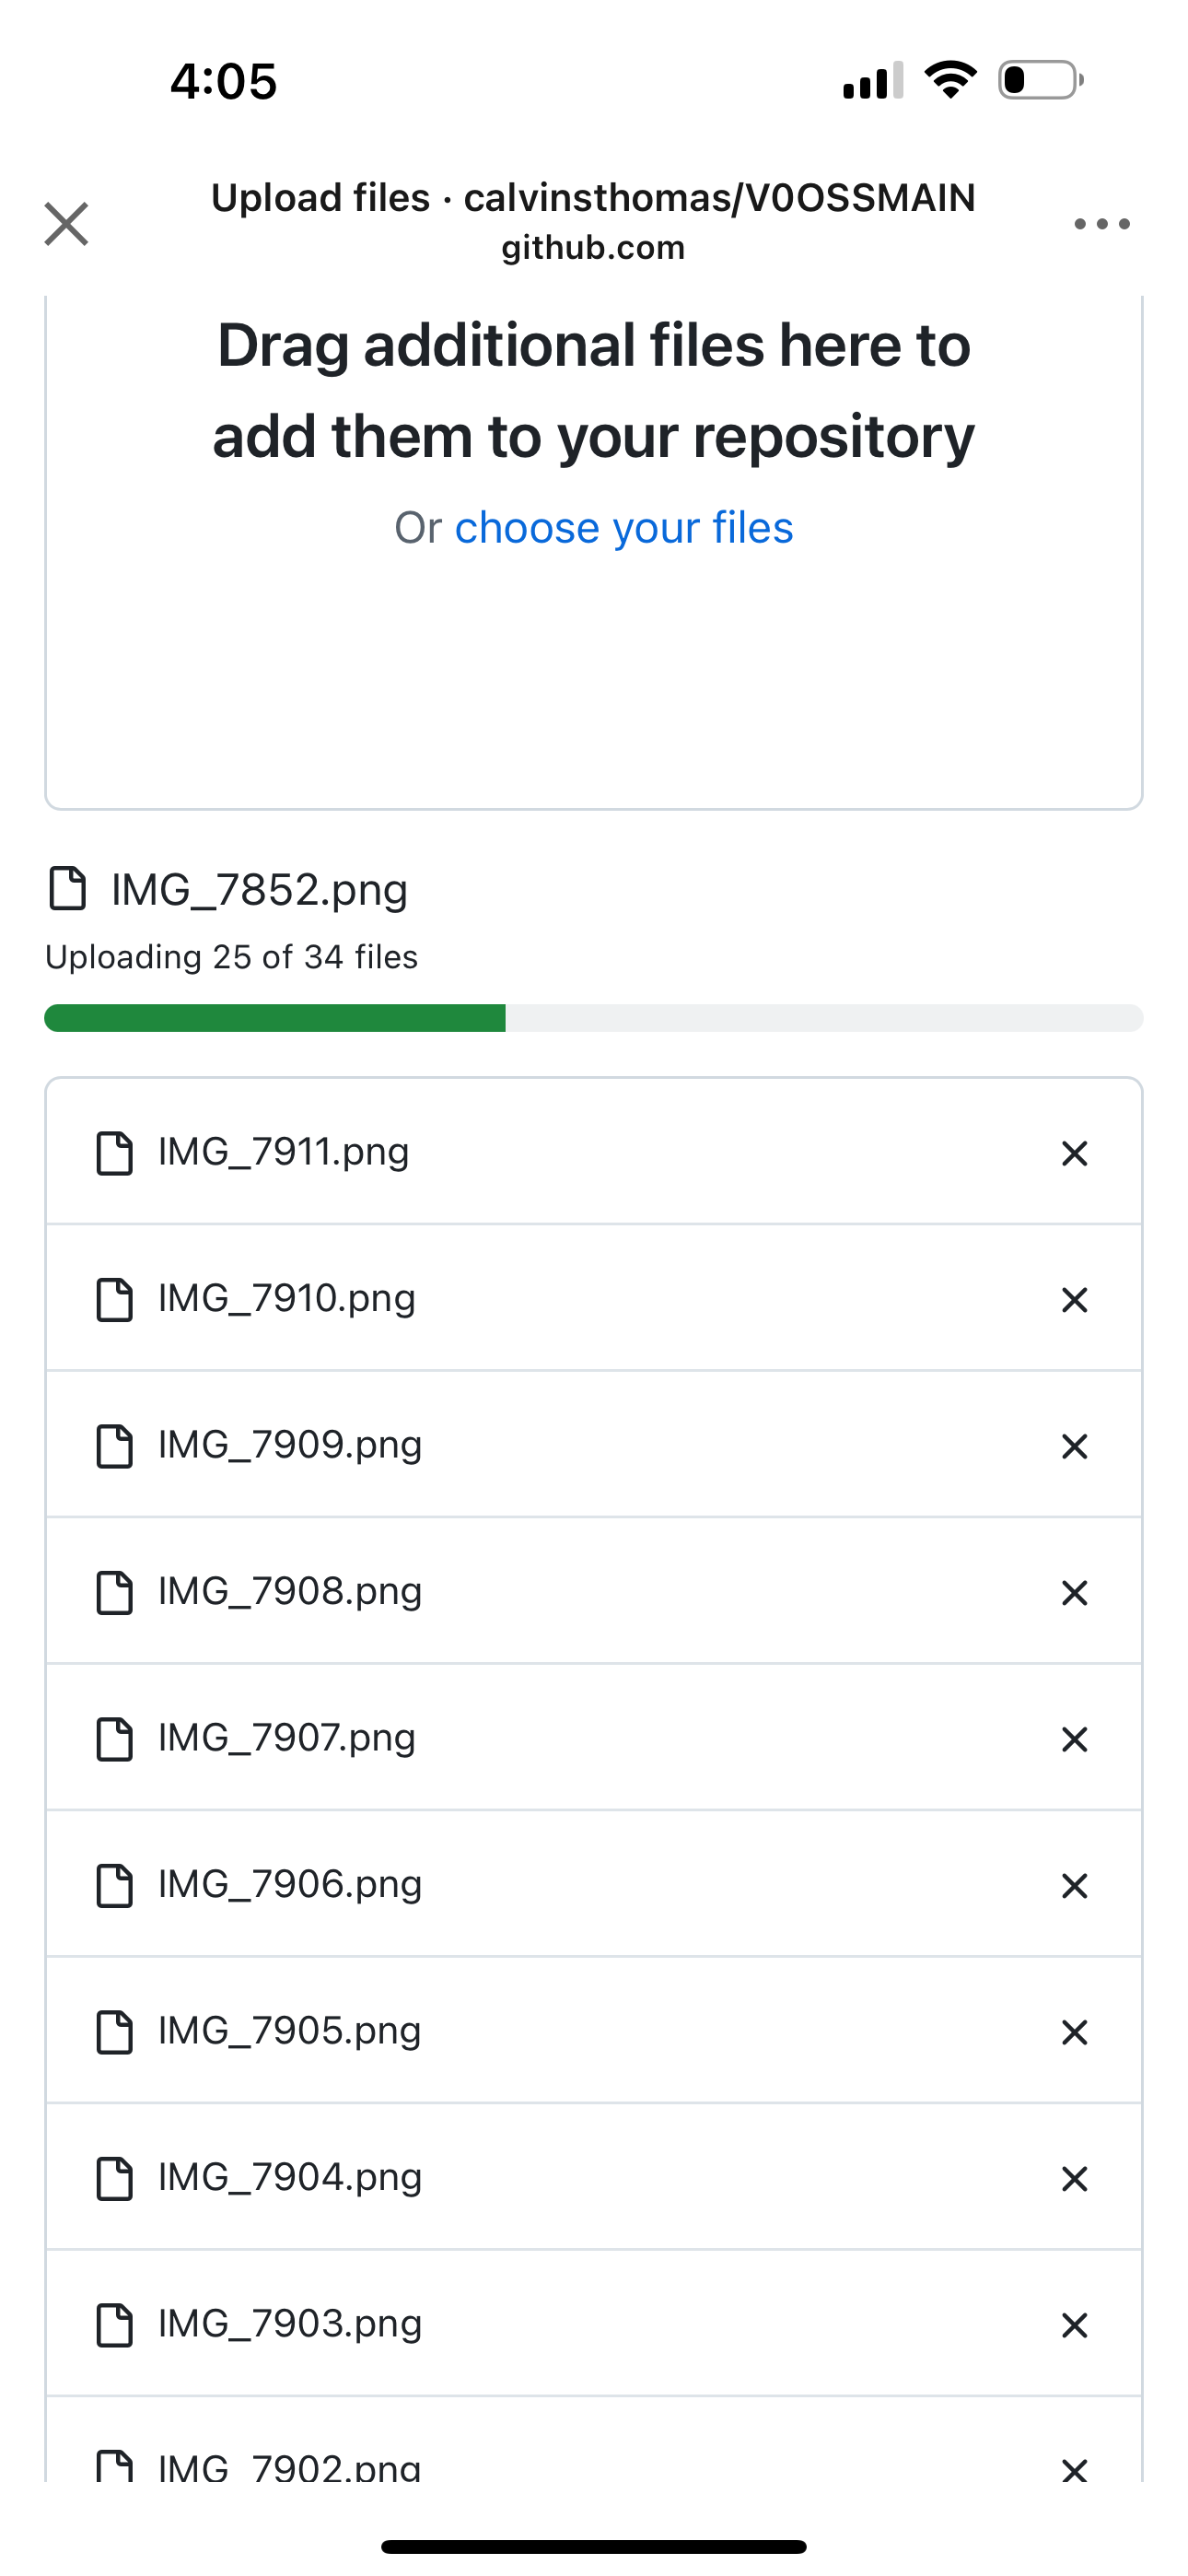 4:05
Upload files · calvinsthomas/V0OSSMAIN
github.com
Drag additional files here to
add them to your repository
Or choose your files
IMG_7852.png
Uploading 25 of 34 files
IMG_7911.png
IMG_7910.png
IMG_7909.png
IMG_7908.png
IMG_7907.png
IMG_7906.png
IMG_7905.png
IMG_7904.png
IMG_7903.png
IMG_7902.png